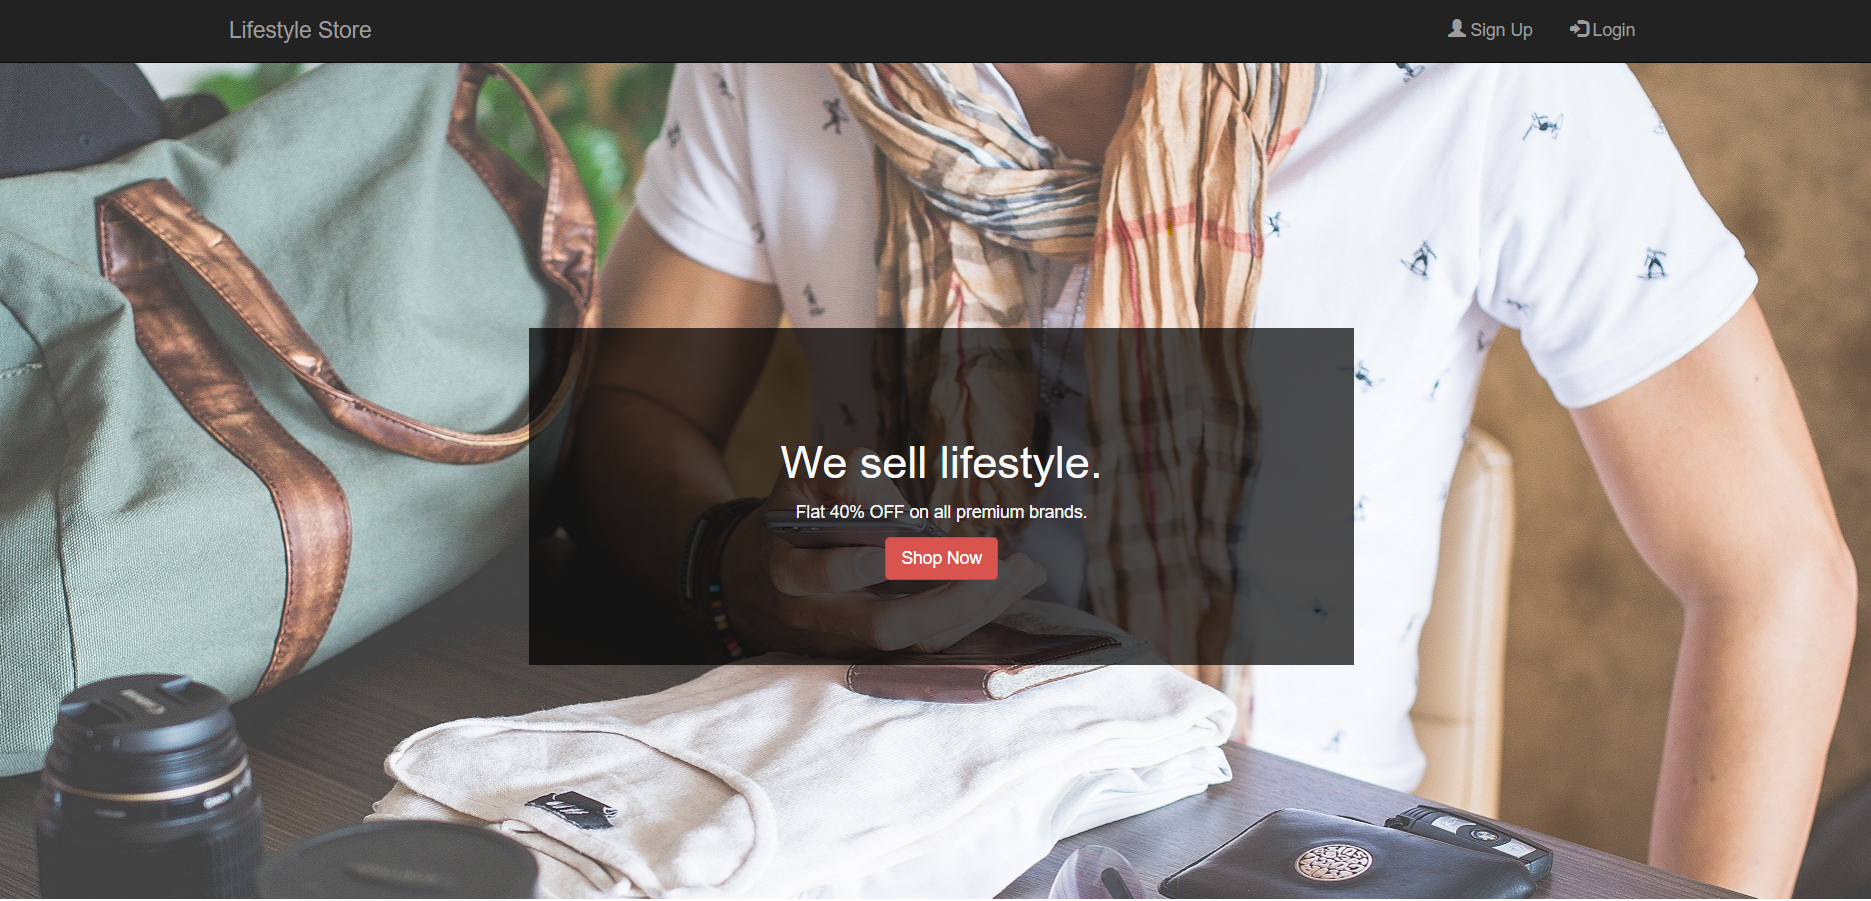 Lifestyle Store
Sign Up
Login
We sell lifestyle.
Flat 40% OFF on all premium brands.
Shop Now